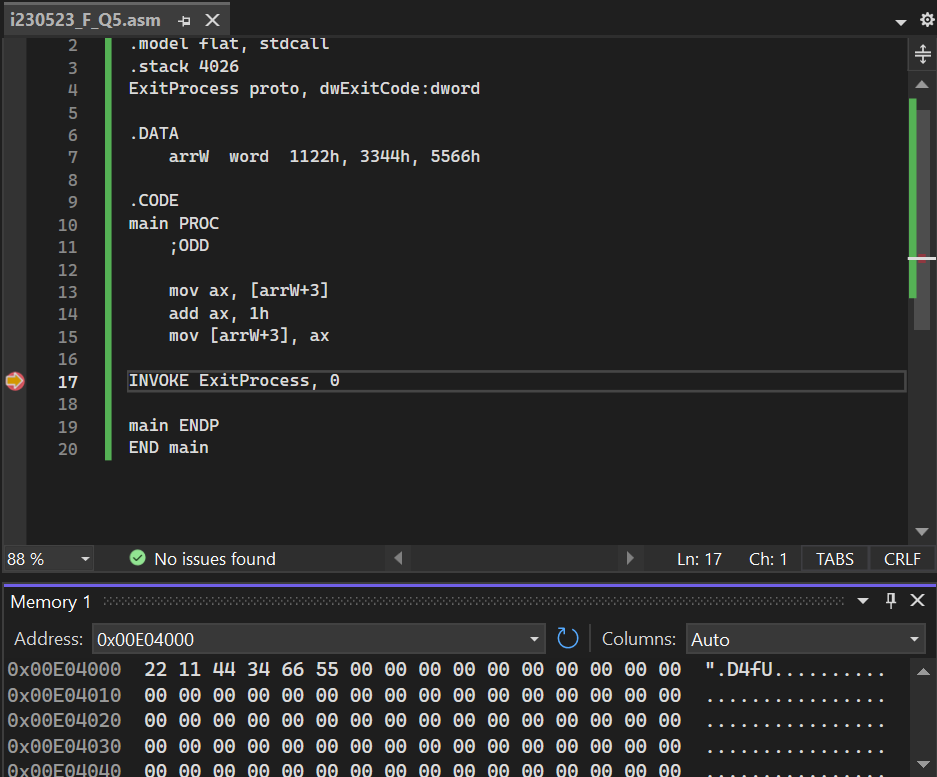 i230523_F_Q5.asm
2 .model flat, stdcall
3 .stack 4026
4 ExitProcess proto, dwExitCode:dword
5
6 .DATA
7 arrW word 1122h, 3344h, 5566h
8
9 .CODE
10 main PROC
11 ;ODD
12
13 mov ax, [arrW+3]
14 add ax, 1h
15 mov [arrW+3], ax
16
17 INVOKE ExitProcess, 0
18
19 main ENDP
20 END main
88 % No issues found Ln: 17 Ch: 1 TABS CRLF
Memory 1
Address: 0x00E04000 Columns: Auto
0x00E04000 22 11 44 34 66 55 00 00 00 00 00 00 00 00 00 00 ".D4fU..........
0x00E04010 00 00 00 00 00 00 00 00 00 00 00 00 00 00 00 00 ................
0x00E04020 00 00 00 00 00 00 00 00 00 00 00 00 00 00 00 00 ................
0x00E04030 00 00 00 00 00 00 00 00 00 00 00 00 00 00 00 00 ................
0x00E04040 00 00 00 00 00 00 00 00 00 00 00 00 00 00 00 00 ................